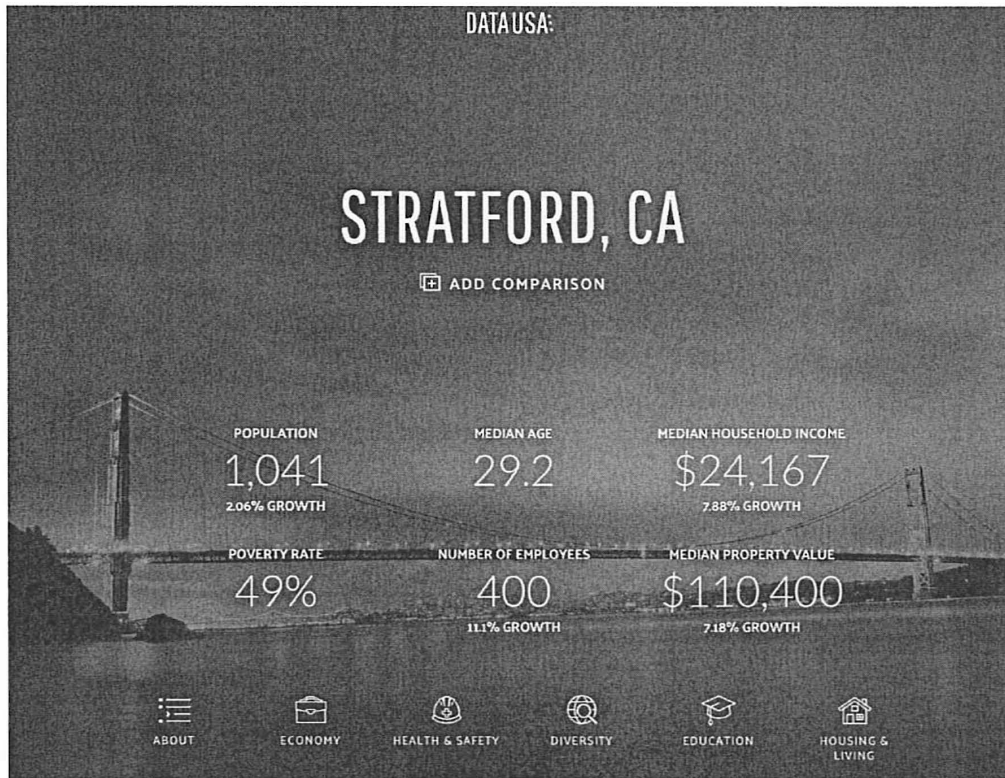 DATAUSA:
STRATFORD, CA
ADD COMPARISON
POPULATION
1,041
2.06% GROWTH
MEDIAN AGE
29.2
MEDIAN HOUSEHOLD INCOME
$24,167
7.88% GROWTH
POVERTY RATE
49%
NUMBER OF EMPLOYEES
400
11.1% GROWTH
MEDIAN PROPERTY VALUE
$110,400
7.18% GROWTH
ABOUT
ECONOMY
HEALTH & SAFETY
DIVERSITY
EDUCATION
HOUSING &
LIVING